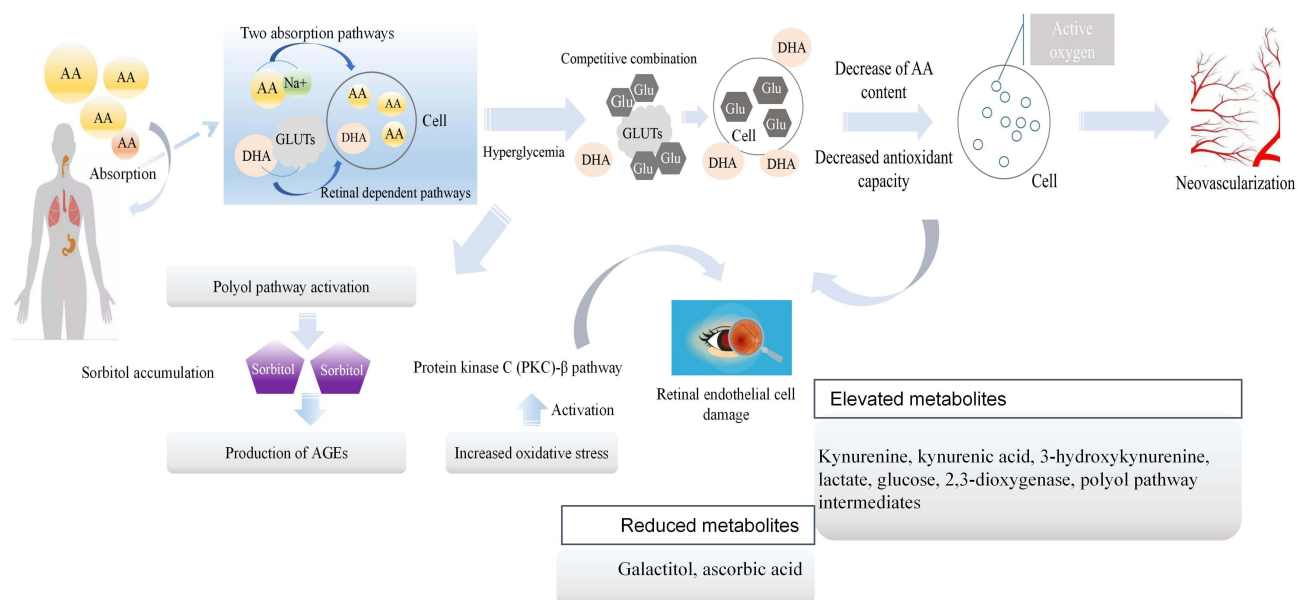 AA
AA
AA
AA
Absorption
Two absorption pathways
AA
Na+
DHA
GLUTs
AA
AA
DHA
AA
Cell
Retinal dependent pathways
Hyperglycemia
Competitive combination
Glu
Glu
GLUTs
DHA
Glu
Glu
DHA
Glu
Glu
Cell
Glu
DHA
DHA
Decrease of AA
content
Decreased antioxidant
capacity
Active
oxygen
Cell
Neovascularization
Polyol pathway activation
Sorbitol accumulation
Sorbitol
Sorbitol
Production of AGEs
Protein kinase C (PKC)-β pathway
Activation
Increased oxidative stress
Retinal endothelial cell
damage
Elevated metabolites
Kynurenine, kynurenic acid, 3-hydroxykynurenine,
lactate, glucose, 2,3-dioxygenase, polyol pathway
intermediates
Reduced metabolites
Galactitol, ascorbic acid